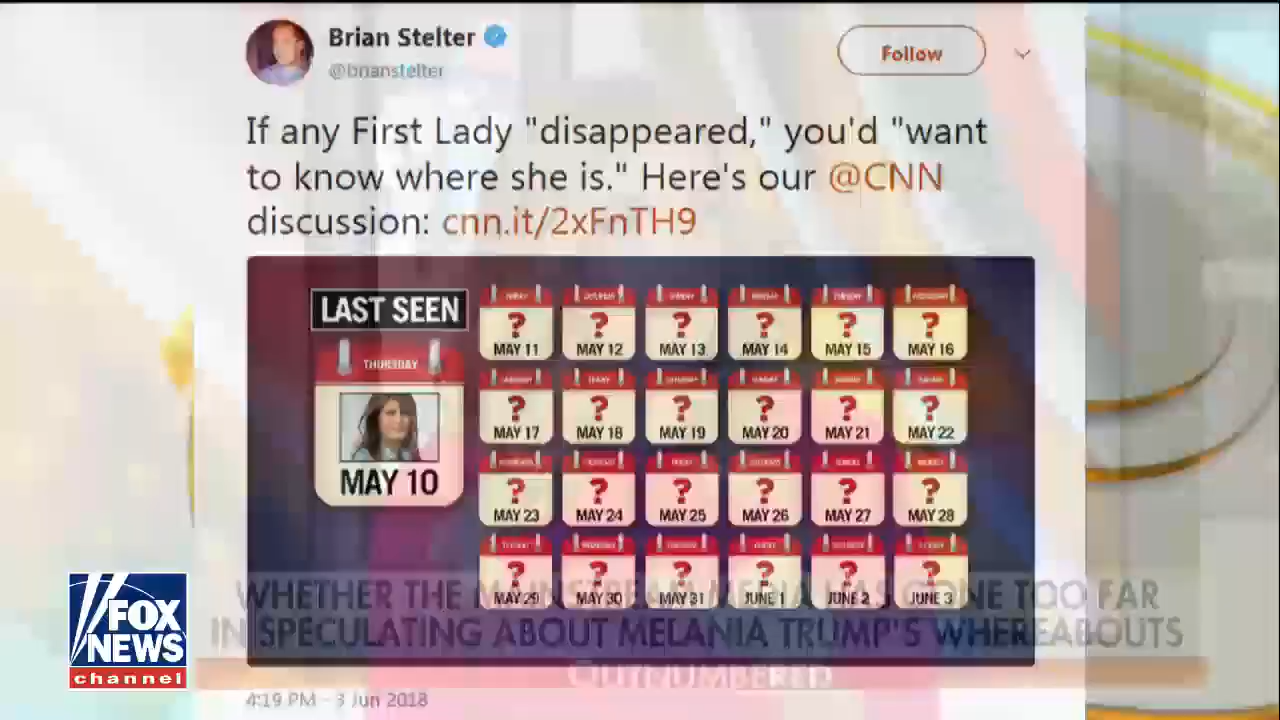 Brian Stelter
@brianstelter
Follow
If any First Lady "disappeared," you'd "want
to know where she is." Here's our @CNN
discussion: cnn.it/2xFnTH9
LAST SEEN
THURSDAY
MAY 10
? ? ? ? ? ?
MAY 11 MAY 12 MAY 13 MAY 14 MAY 15 MAY 16
? ? ? ? ? ?
MAY 17 MAY 18 MAY 19 MAY 20 MAY 21 MAY 22
? ? ? ? ? ?
MAY 23 MAY 24 MAY 25 MAY 26 MAY 27 MAY 28
? ? ? ? ? ?
MAY 29 MAY 30 MAY 31 JUNE 1 JUNE 2 JUNE 3
WHETHER THE MAINSTREAM MEDIA HAS GONE TOO FAR
IN SPECULATING ABOUT MELANIA TRUMP'S WHEREABOUTS
OUTNUMBERED
FOX
NEWS
channel
4:19 PM - 3 Jun 2018